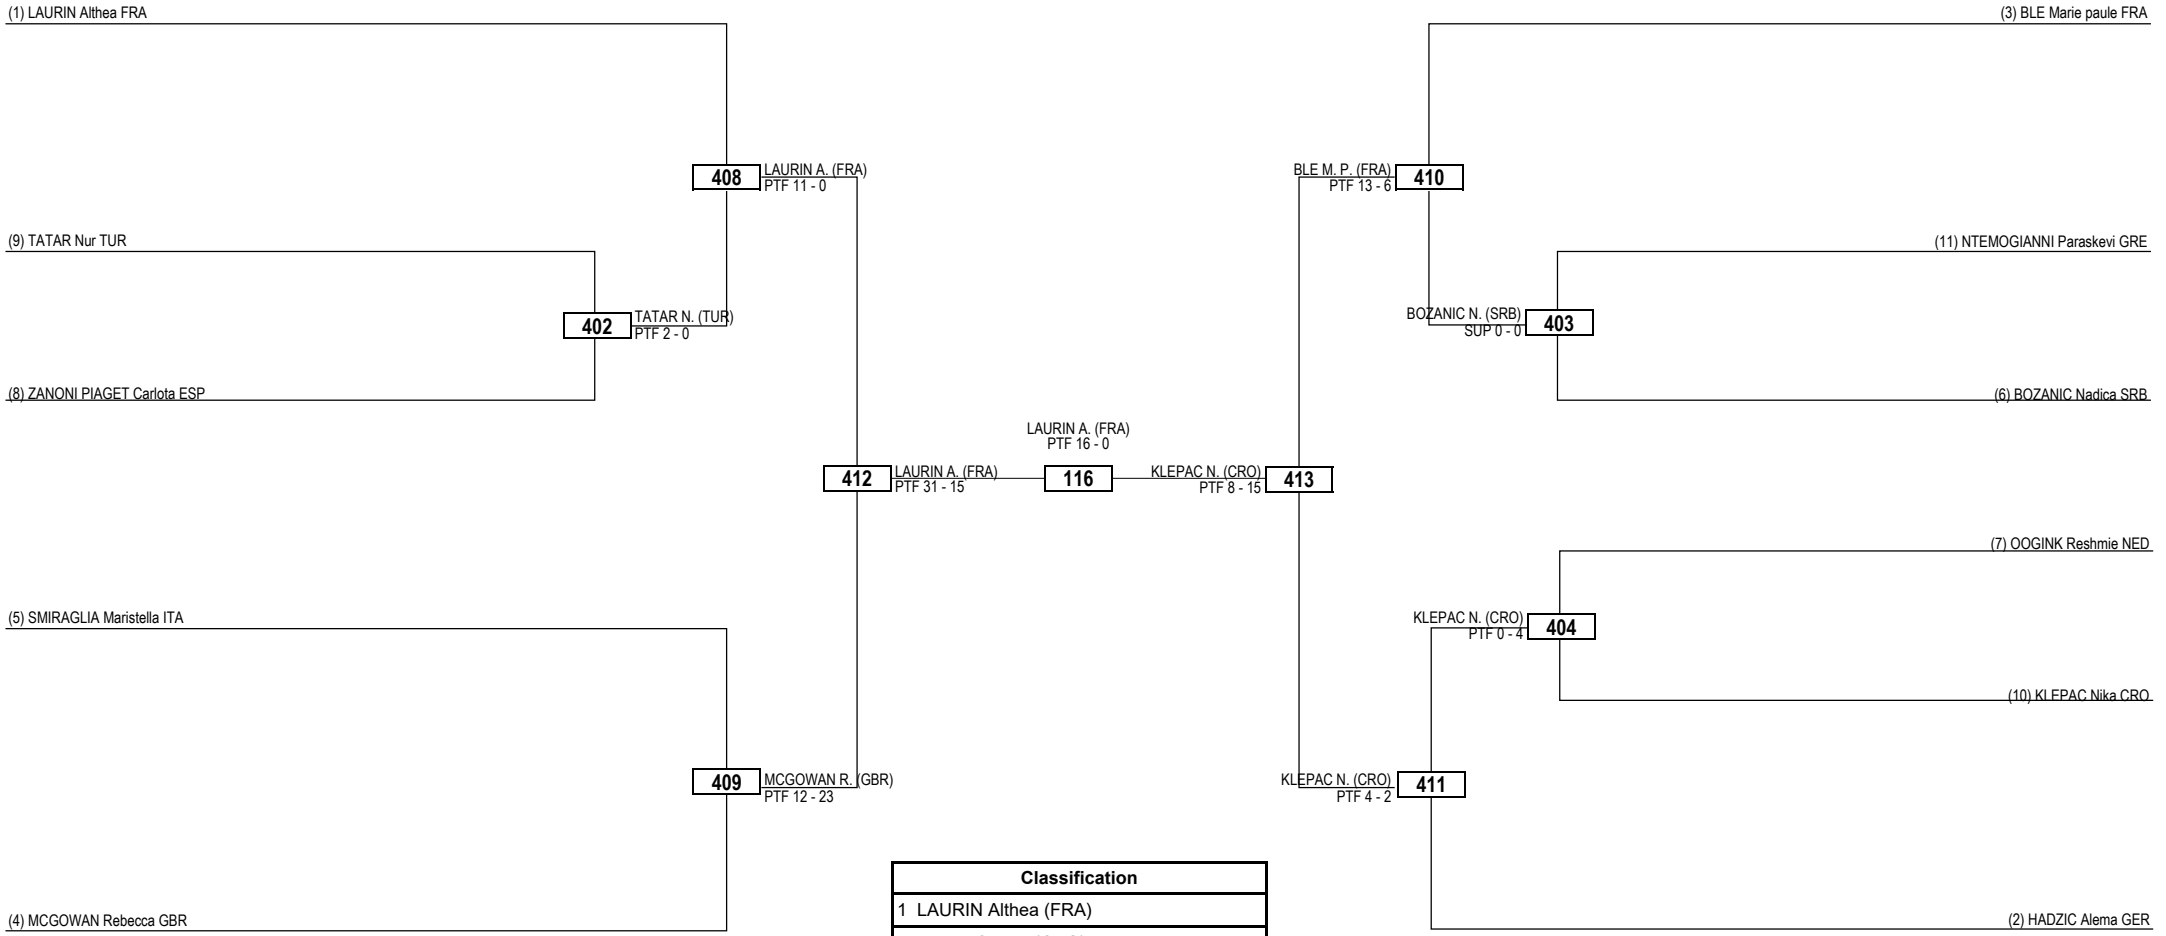 (1) LAURIN Althea FRA
(3) BLE Marie paule FRA
408
LAURIN A. (FRA)
PTF 11 - 0
BLE M. P. (FRA)
PTF 13 - 6
410
(9) TATAR Nur TUR
(11) NTEMOGIANNI Paraskevi GRE
402
TATAR N. (TUR)
PTF 2 - 0
BOZANIC N. (SRB)
SUP 0 - 0
403
(8) ZANONI PIAGET Carlota ESP
(6) BOZANIC Nadica SRB
LAURIN A. (FRA)
PTF 16 - 0
412
LAURIN A. (FRA)
PTF 31 - 15
116
KLEPAC N. (CRO)
PTF 8 - 15
413
(7) OOGINK Reshmie NED
(5) SMIRAGLIA Maristella ITA
KLEPAC N. (CRO)
PTF 0 - 4
404
(10) KLEPAC Nika CRO
409
MCGOWAN R. (GBR)
PTF 12 - 23
KLEPAC N. (CRO)
PTF 4 - 2
411
Classification
1 LAURIN Althea (FRA)
(4) MCGOWAN Rebecca GBR
(2) HADZIC Alema GER